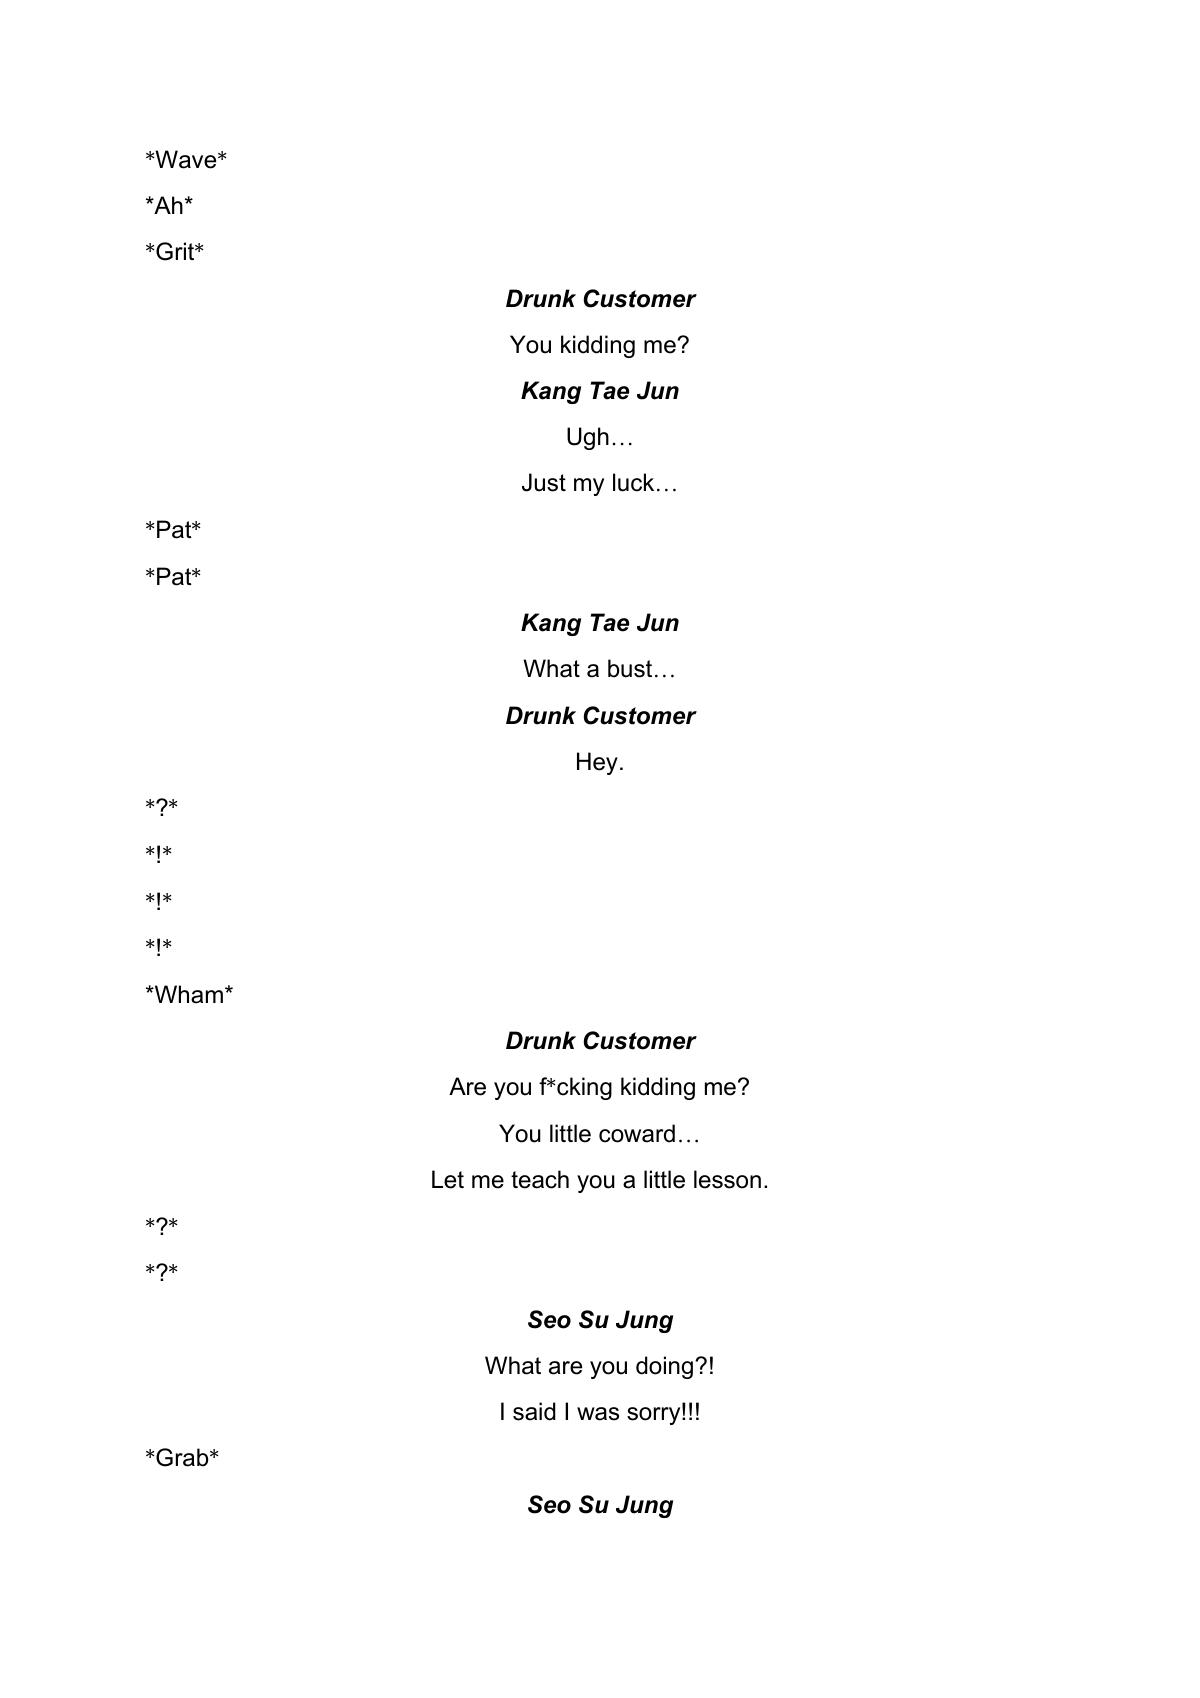 *Wave*
*Ah*
*Grit*
Drunk Customer
You kidding me?
Kang Tae Jun
Ugh…
Just my luck…
*Pat*
*Pat*
Kang Tae Jun
What a bust…
Drunk Customer
Hey.
*?*
*!*
*!*
*!*
*Wham*
Drunk Customer
Are you f*cking kidding me?
You little coward…
Let me teach you a little lesson.
*?*
*?*
Seo Su Jung
What are you doing?!
I said I was sorry!!!
*Grab*
Seo Su Jung